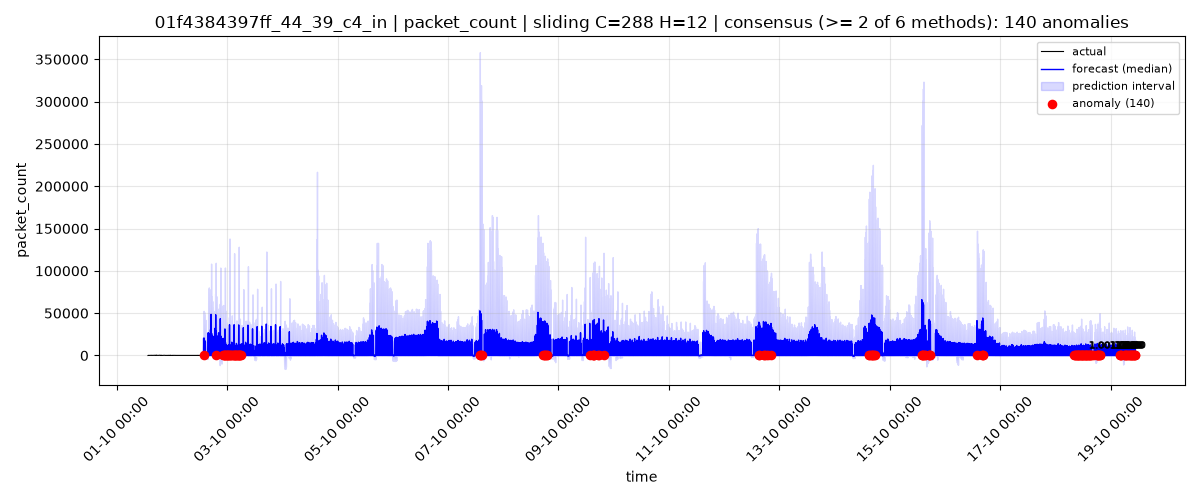 01f4384397ff_44_39_c4_in | packet_count | sliding C=288 H=12 | consensus (>= 2 of 6 methods): 140 anomalies
actual
forecast (median)
prediction interval
anomaly (140)
packet_count
350000
300000
250000
200000
150000
100000
50000
0
01-10 00:00
03-10 00:00
05-10 00:00
07-10 00:00
09-10 00:00
11-10 00:00
13-10 00:00
15-10 00:00
17-10 00:00
19-10 00:00
time